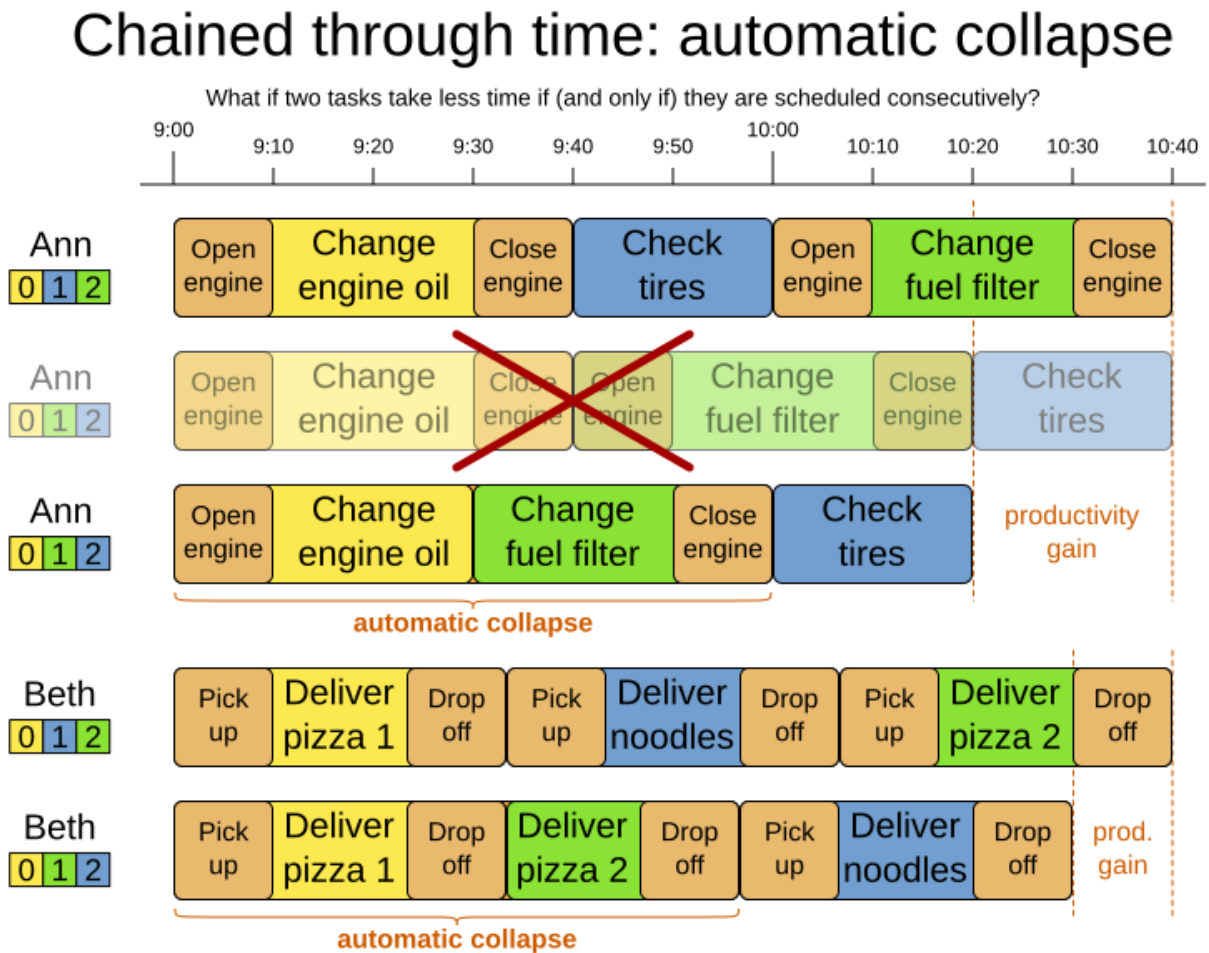 Chained through time: automatic collapse
What if two tasks take less time if (and only if) they are scheduled consecutively?
9:00 9:10 9:20 9:30 9:40 9:50 10:00 10:10 10:20 10:30 10:40
Ann
0 1 2
Open
engine
Change
engine oil
Close
engine
Check
tires
Open
engine
Change
fuel filter
Close
engine
Ann
0 1 2
Open
engine
Change
engine oil
Close
engine
Open
engine
Change
fuel filter
Close
engine
Check
tires
Ann
0 1 2
Open
engine
Change
engine oil
Change
fuel filter
Close
engine
Check
tires
productivity
gain
automatic collapse
Beth
0 1 2
Pick
up
Deliver
pizza 1
Drop
off
Pick
up
Deliver
noodles
Drop
off
Pick
up
Deliver
pizza 2
Drop
off
Beth
0 1 2
Pick
up
Deliver
pizza 1
Drop
off
Deliver
pizza 2
Drop
off
Pick
up
Deliver
noodles
Drop
off
prod.
gain
automatic collapse